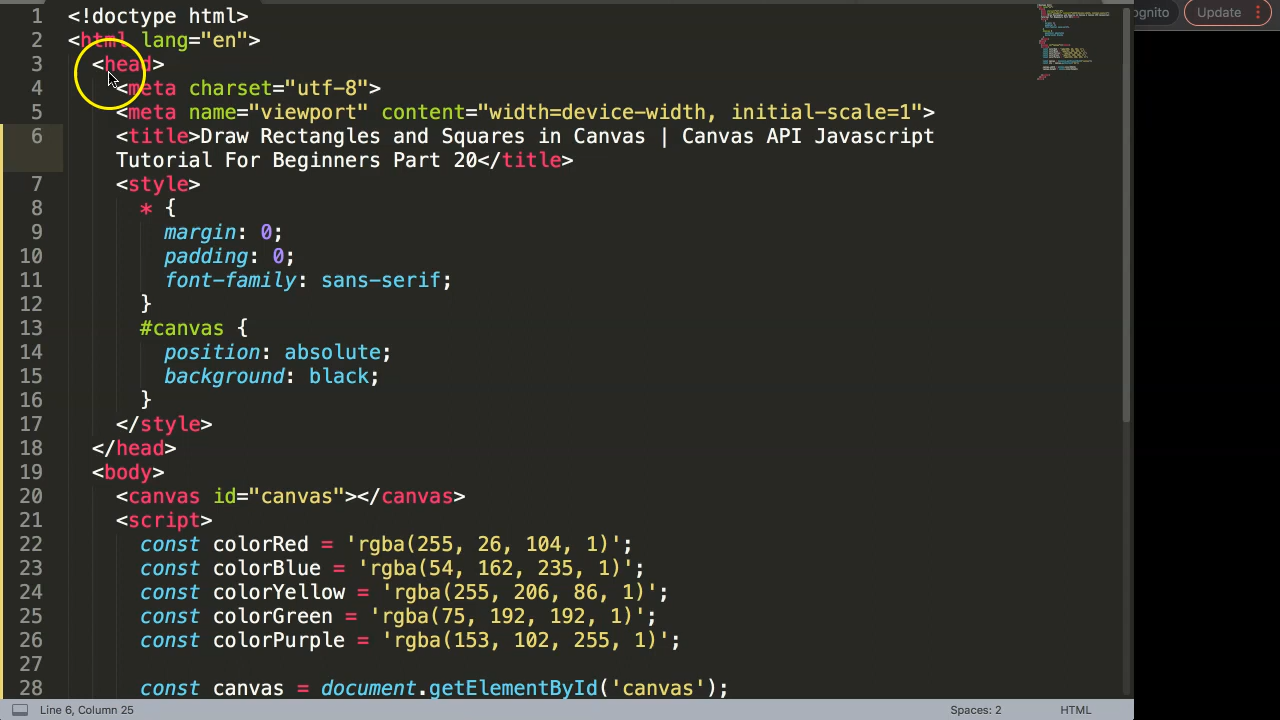 1 <!doctype html>
2 <html lang="en">
3 <head>
4 <meta charset="utf-8">
5 <meta name="viewport" content="width=device-width, initial-scale=1">
6 <title>Draw Rectangles and Squares in Canvas | Canvas API Javascript
Tutorial For Beginners Part 20</title>
7 <style>
8 * {
9 margin: 0;
10 padding: 0;
11 font-family: sans-serif;
12 }
13 #canvas {
14 position: absolute;
15 background: black;
16 }
17 </style>
18 </head>
19 <body>
20 <canvas id="canvas"></canvas>
21 <script>
22 const colorRed = 'rgba(255, 26, 104, 1)';
23 const colorBlue = 'rgba(54, 162, 235, 1)';
24 const colorYellow = 'rgba(255, 206, 86, 1)';
25 const colorGreen = 'rgba(75, 192, 192, 1)';
26 const colorPurple = 'rgba(153, 102, 255, 1)';
27
28 const canvas = document.getElementById('canvas');
Line 6, Column 25 Spaces: 2 HTML
ognito Update